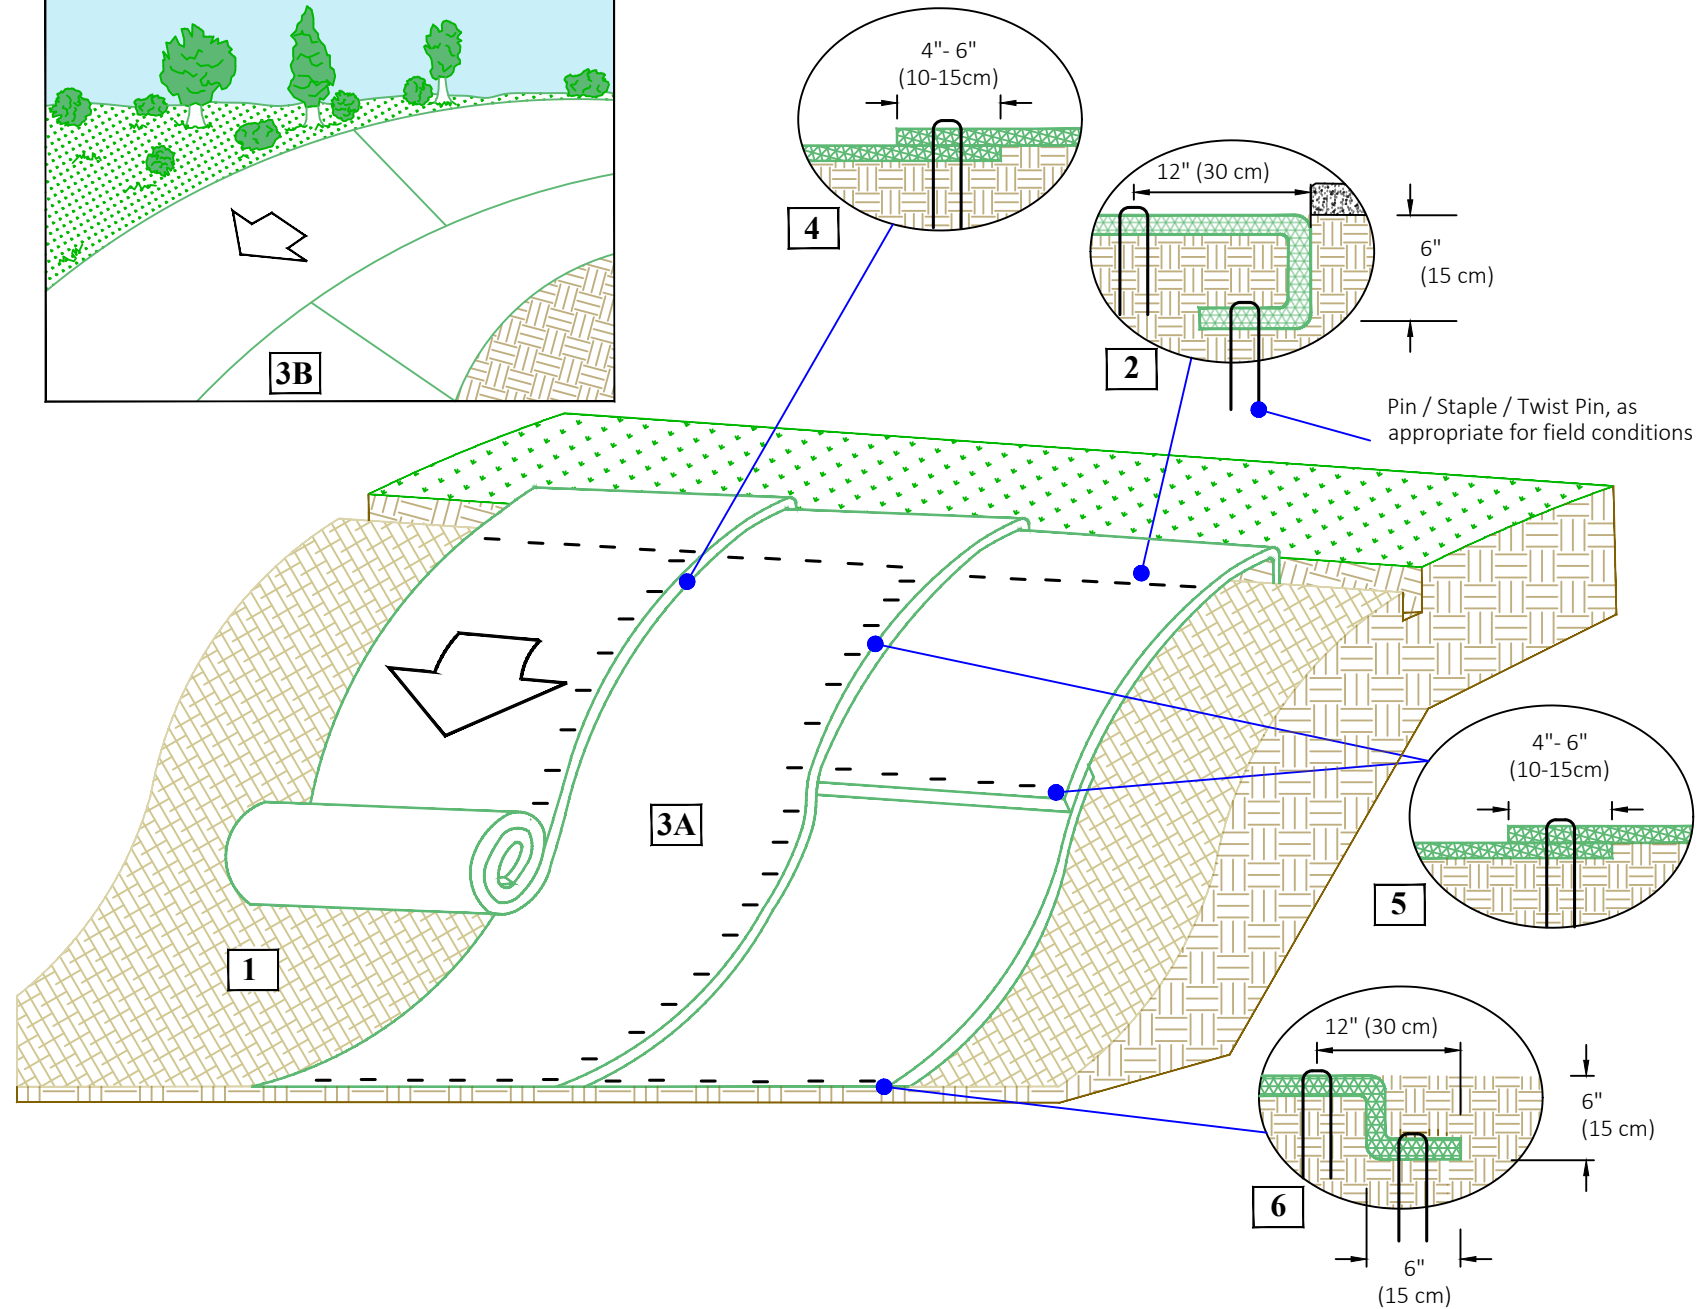 4"- 6"
(10-15cm)
4
12" (30 cm)
6"
(15 cm)
2
3B
Pin / Staple / Twist Pin, as
appropriate for field conditions
3A
4"- 6"
(10-15cm)
5
1
12" (30 cm)
6"
(15 cm)
6
6"
(15 cm)